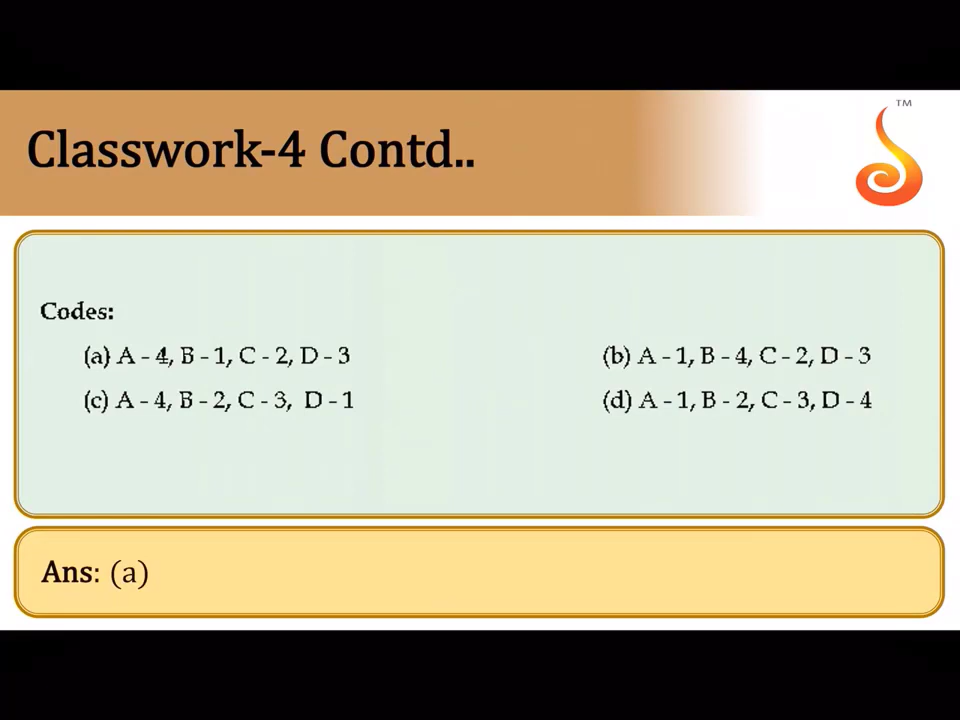 TM
Classwork-4 Contd..
Codes:
(a) A - 4, B - 1, C - 2, D - 3 (b) A - 1, B - 4, C - 2, D - 3
(c) A - 4, B - 2, C - 3, D - 1 (d) A - 1, B - 2, C - 3, D - 4
Ans: (a)